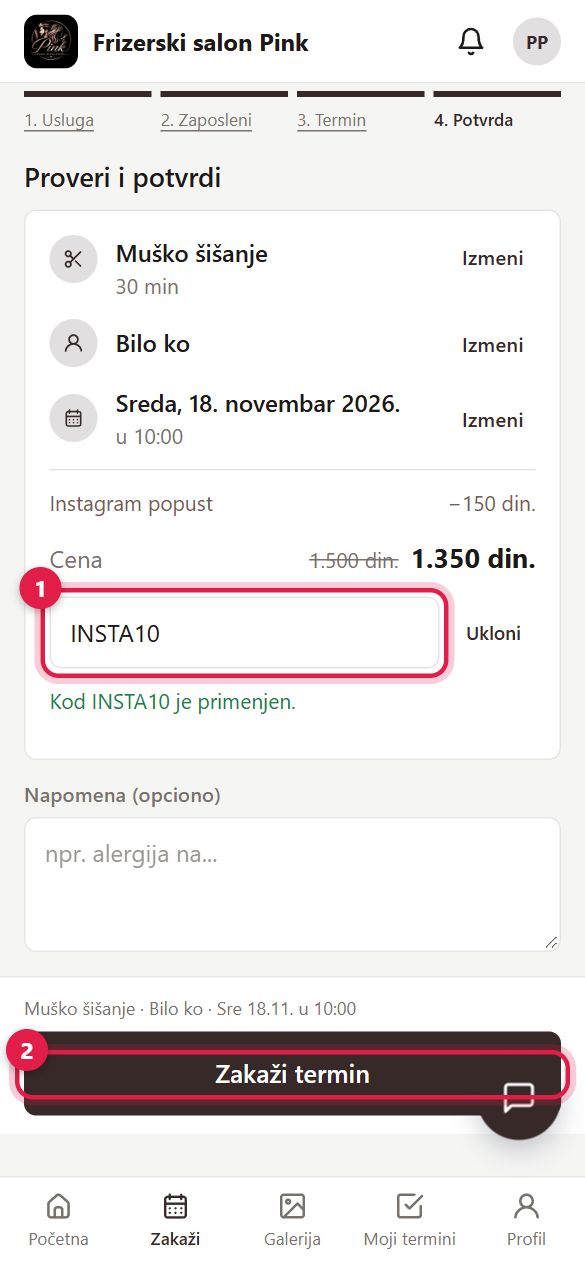 Pink
Frizerski salon Pink
PP
1. Usluga
2. Zaposleni
3. Termin
4. Potvrda
Proveri i potvrdi
Muško šišanje
30 min
Izmeni
Bilo ko
Izmeni
Sreda, 18. novembar 2026.
u 10:00
Izmeni
Instagram popust
−150 din.
Cena
1.500 din.
1.350 din.
1
INSTA10
Ukloni
Kod INSTA10 je primenjen.
Napomena (opciono)
npr. alergija na...
Muško šišanje · Bilo ko · Sre 18.11. u 10:00
2
Zakaži termin
Početna
Zakaži
Galerija
Moji termini
Profil